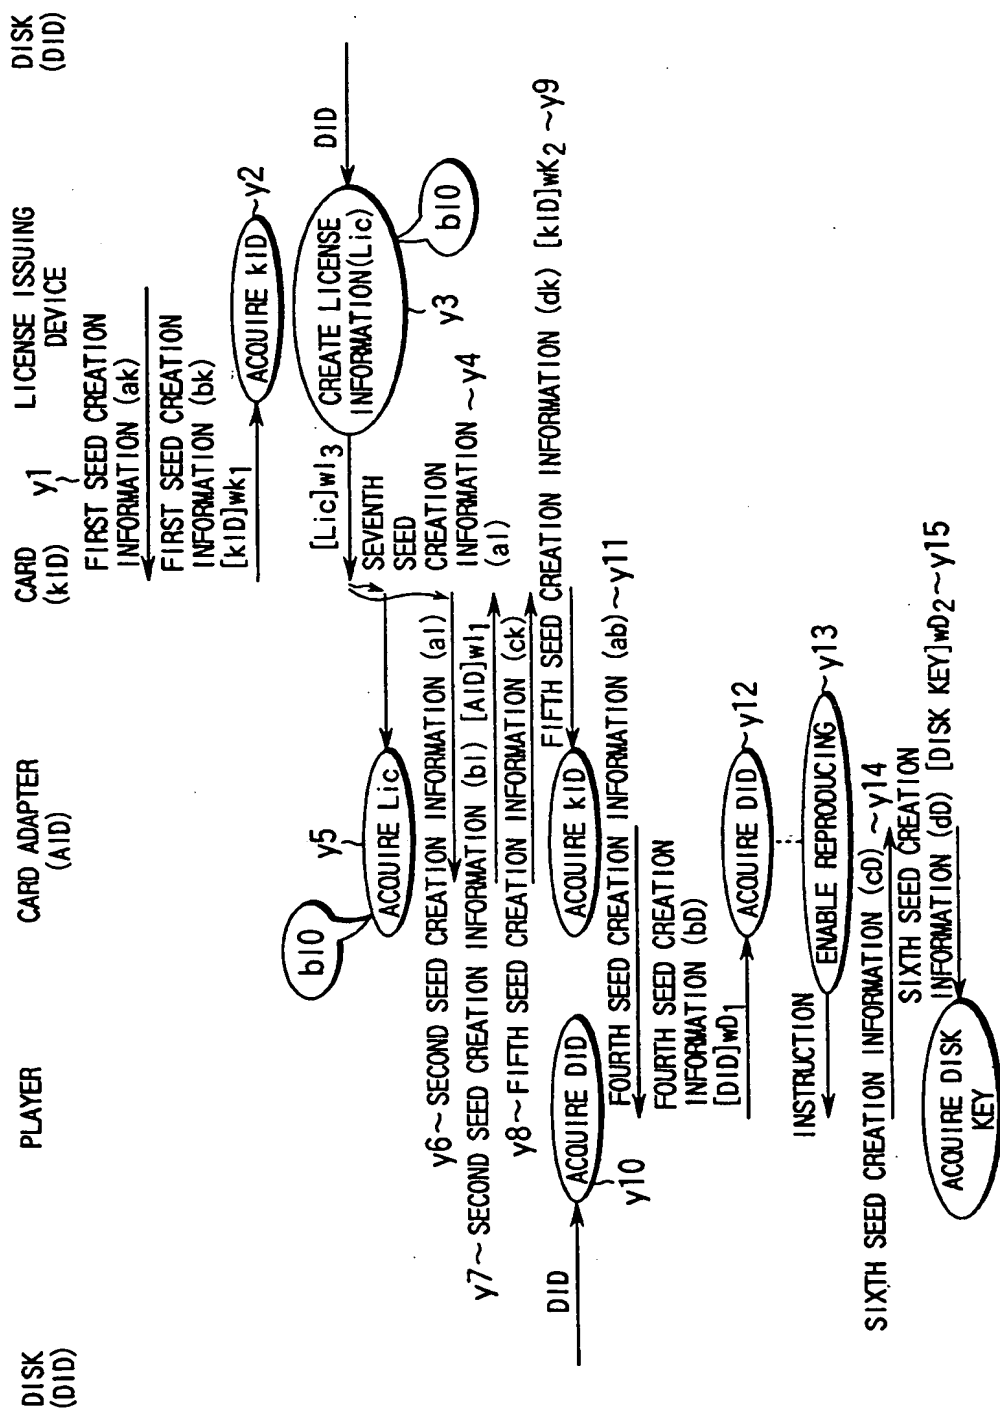 DISK
(DID)
PLAYER
CARD ADAPTER
(AID)
CARD
(kID)
LICENSE ISSUING
DEVICE
DISK
(DID)
y1
FIRST SEED CREATION
INFORMATION (ak)
FIRST SEED CREATION
INFORMATION (bk)
[kID]wk1
ACQUIRE kID
y2
DID
CREATE LICENSE
INFORMATION(Lic)
b10
y3
[Lic]wl3
SEVENTH
SEED
CREATION
INFORMATION ~y4
(al)
b10
y5
ACQUIRE Lic
y6~SECOND SEED CREATION INFORMATION (al)
y7~SECOND SEED CREATION INFORMATION (bl) [AID]wl1
y8~FIFTH SEED CREATION INFORMATION (ck)
FIFTH SEED CREATION INFORMATION (dk) [kID]wK2 ~y9
ACQUIRE kID
DID
ACQUIRE DID
y10
FOURTH SEED CREATION INFORMATION (ab)~y11
FOURTH SEED CREATION
INFORMATION (bD)
[DID]wD1
ACQUIRE DID
y12
ENABLE REPRODUCING
y13
INSTRUCTION
SIXTH SEED CREATION INFORMATION (cD) ~y14
SIXTH SEED CREATION
INFORMATION (dD) [DISK KEY]wD2~y15
ACQUIRE DISK
KEY